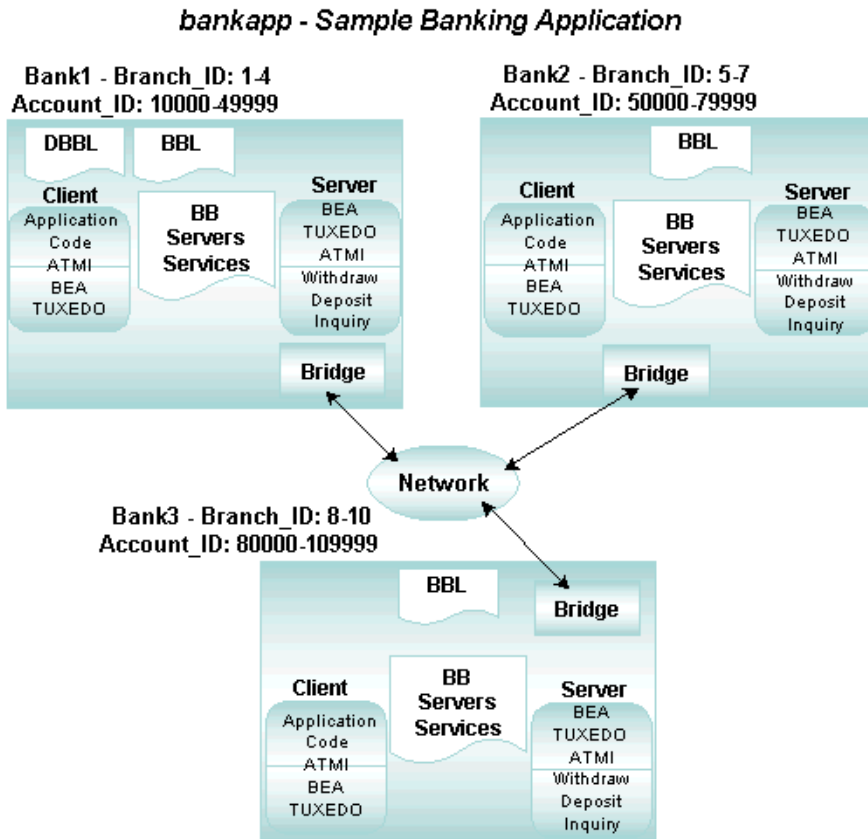 bankapp - Sample Banking Application
Bank1 - Branch_ID: 1-4
Account_ID: 10000-49999
DBBL
BBL
Client
Application
Code
ATMI
BEA
TUXEDO
BB
Servers
Services
Server
BEA
TUXEDO
ATMI
Withdraw
Deposit
Inquiry
Bridge
Bank2 - Branch_ID: 5-7
Account_ID: 50000-79999
BBL
Client
Application
Code
ATMI
BEA
TUXEDO
BB
Servers
Services
Server
BEA
TUXEDO
ATMI
Withdraw
Deposit
Inquiry
Bridge
Network
Bank3 - Branch_ID: 8-10
Account_ID: 80000-109999
BBL
Bridge
Client
Application
Code
ATMI
BEA
TUXEDO
BB
Servers
Services
Server
BEA
TUXEDO
ATMI
Withdraw
Deposit
Inquiry